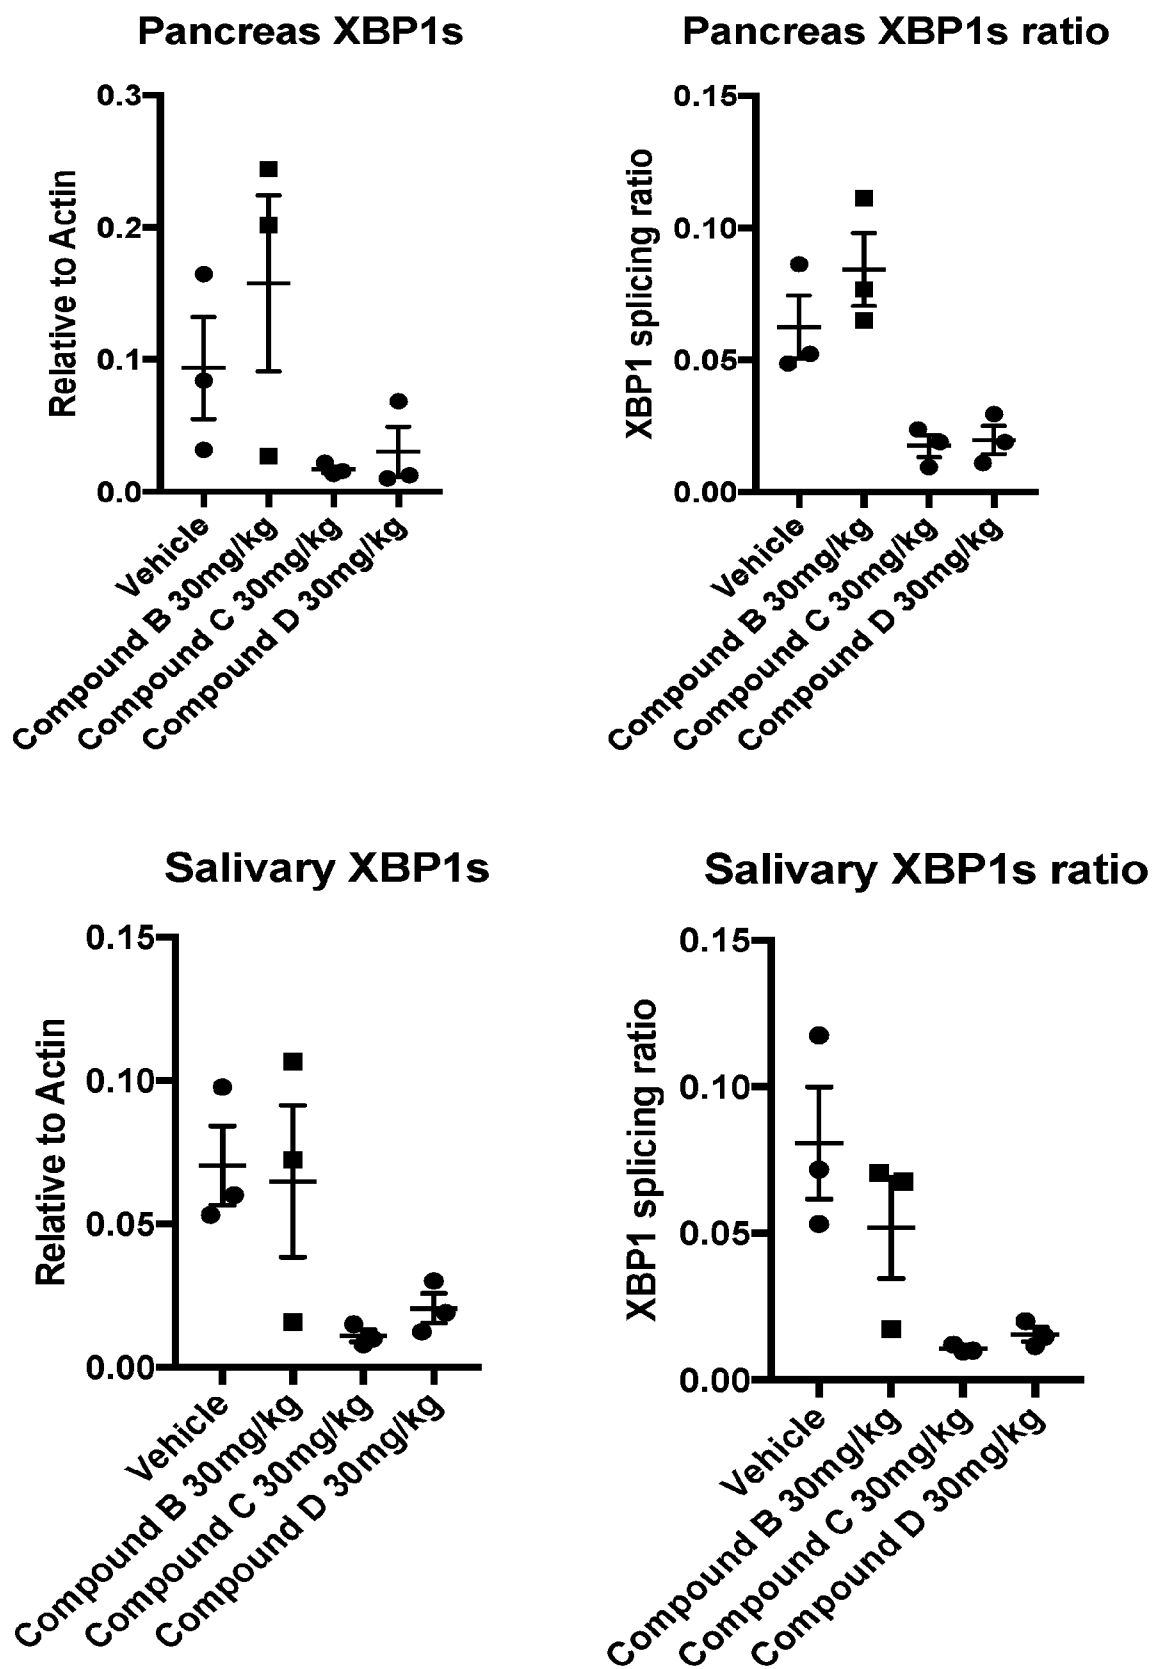 Pancreas XBP1s
Relative to Actin
0.3
0.2
0.1
0.0
Vehicle
Compound B 30mg/kg
Compound C 30mg/kg
Compound D 30mg/kg
Pancreas XBP1s ratio
XBP1 splicing ratio
0.15
0.10
0.05
0.00
Vehicle
Compound B 30mg/kg
Compound C 30mg/kg
Compound D 30mg/kg
Salivary XBP1s
Relative to Actin
0.15
0.10
0.05
0.00
Vehicle
Compound B 30mg/kg
Compound C 30mg/kg
Compound D 30mg/kg
Salivary XBP1s ratio
XBP1 splicing ratio
0.15
0.10
0.05
0.00
Vehicle
Compound B 30mg/kg
Compound C 30mg/kg
Compound D 30mg/kg